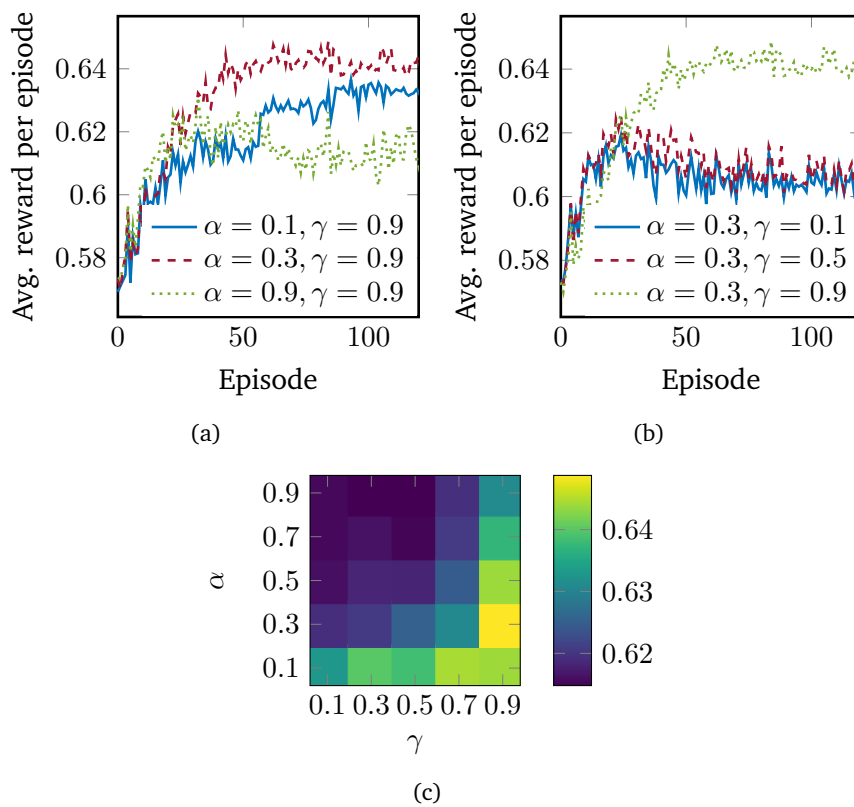 Avg. reward per episode
0.64
0.62
0.6
0.58
α = 0.1, γ = 0.9
α = 0.3, γ = 0.9
α = 0.9, γ = 0.9
0 50 100
Episode
(a)
Avg. reward per episode
0.64
0.62
0.6
0.58
α = 0.3, γ = 0.1
α = 0.3, γ = 0.5
α = 0.3, γ = 0.9
0 50 100
Episode
(b)
α
0.9
0.7
0.5
0.3
0.1
0.1 0.3 0.5 0.7 0.9
γ
0.64
0.63
0.62
(c)